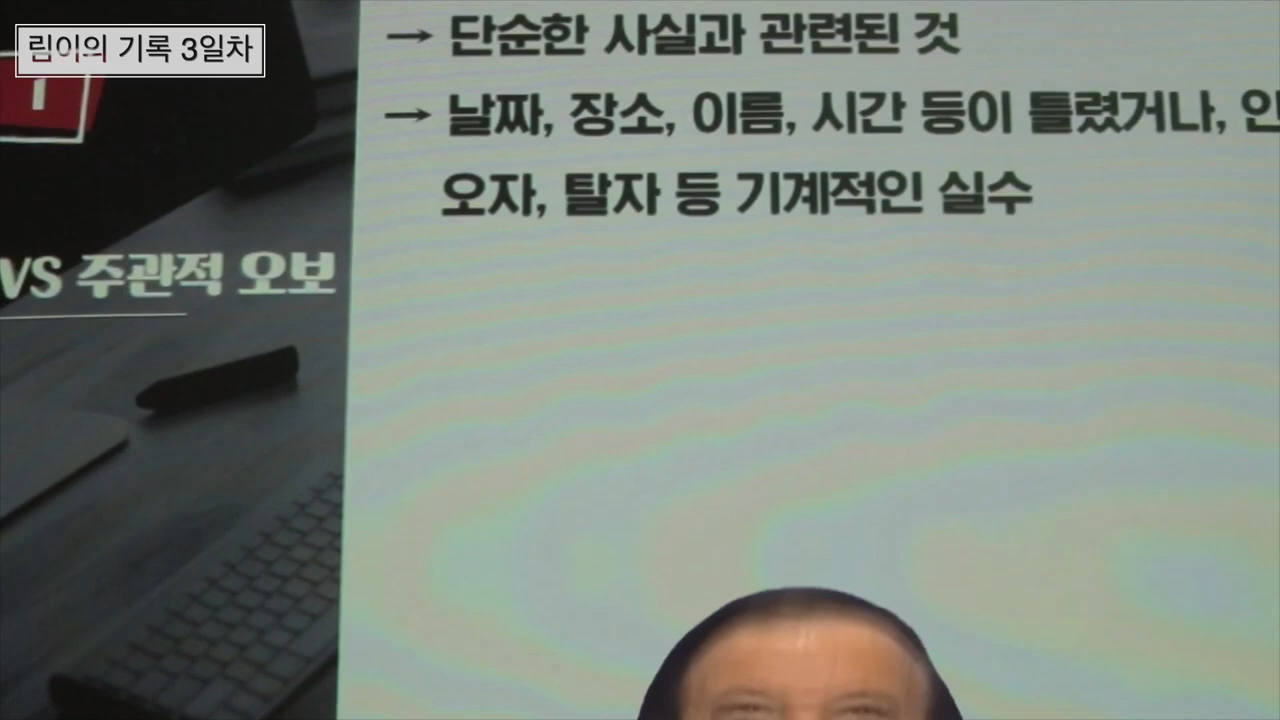 림이의 기록 3일차
1
VS 주관적 오보
→ 단순한 사실과 관련된 것
→ 날짜, 장소, 이름, 시간 등이 틀렸거나,
오자, 탈자 등 기계적인 실수